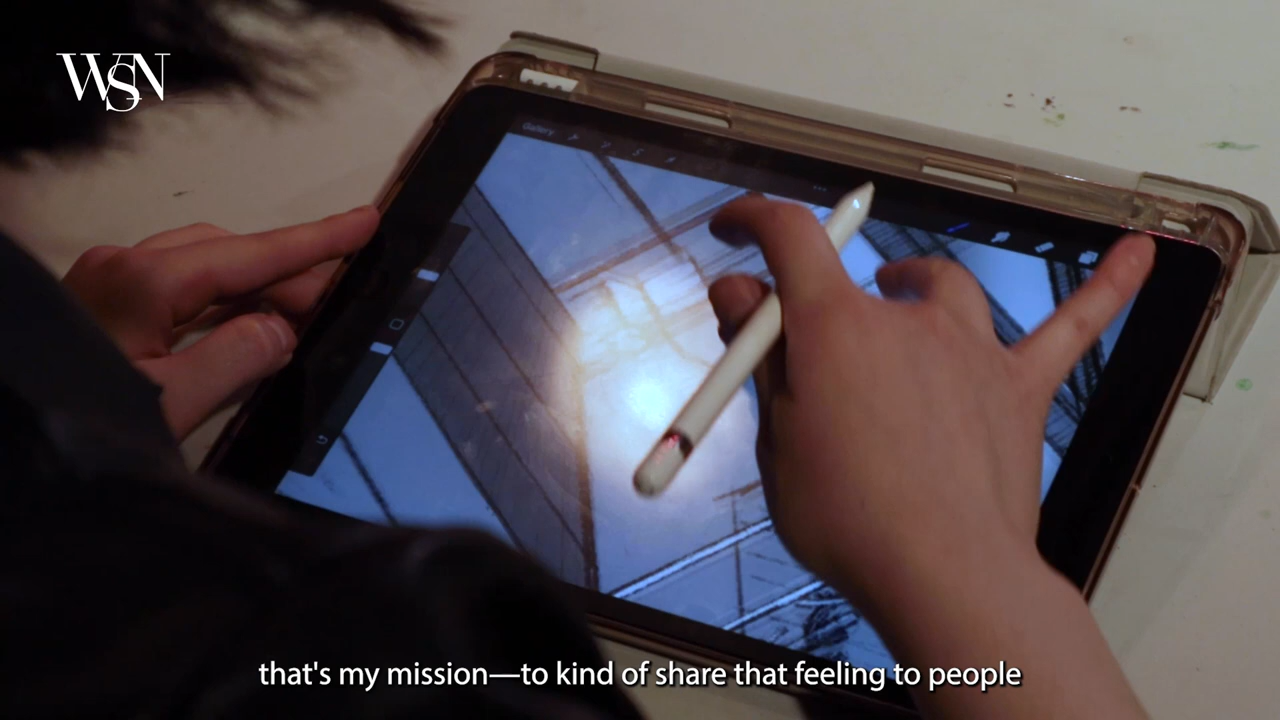 WSN
Gallery
that's my mission—to kind of share that feeling to people